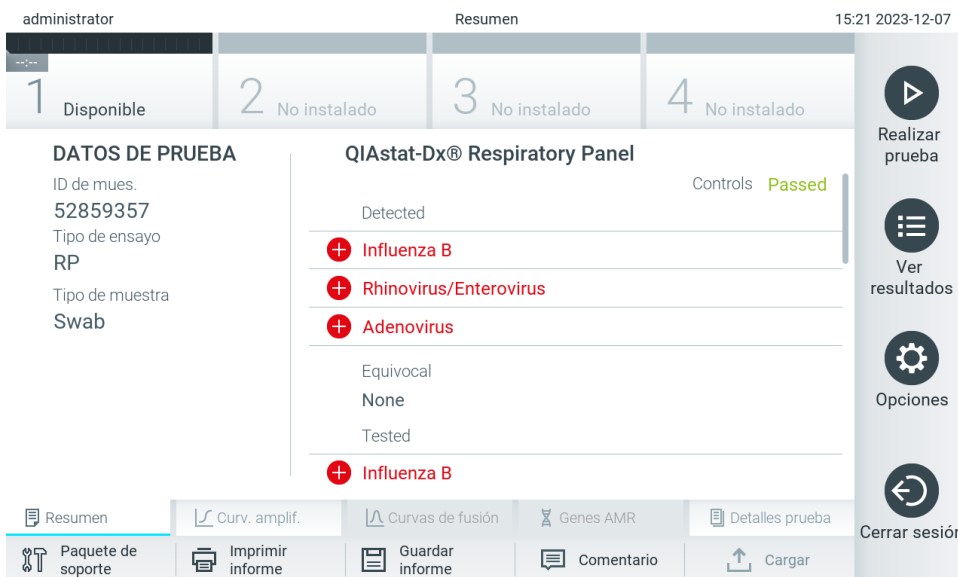 administrator
Resumen
15:21 2023-12-07
--:--
1 Disponible
2 No instalado
3 No instalado
4 No instalado
DATOS DE PRUEBA
ID de mues.
52859357
Tipo de ensayo
RP
Tipo de muestra
Swab
QIAstat-Dx® Respiratory Panel
Controls Passed
Detected
Influenza B
Rhinovirus/Enterovirus
Adenovirus
Equivocal
None
Tested
Influenza B
Realizar
prueba
Ver
resultados
Opciones
Cerrar sesión
Resumen
Curv. amplif.
Curvas de fusión
Genes AMR
Detalles prueba
Paquete de
soporte
Imprimir
informe
Guardar
informe
Comentario
Cargar